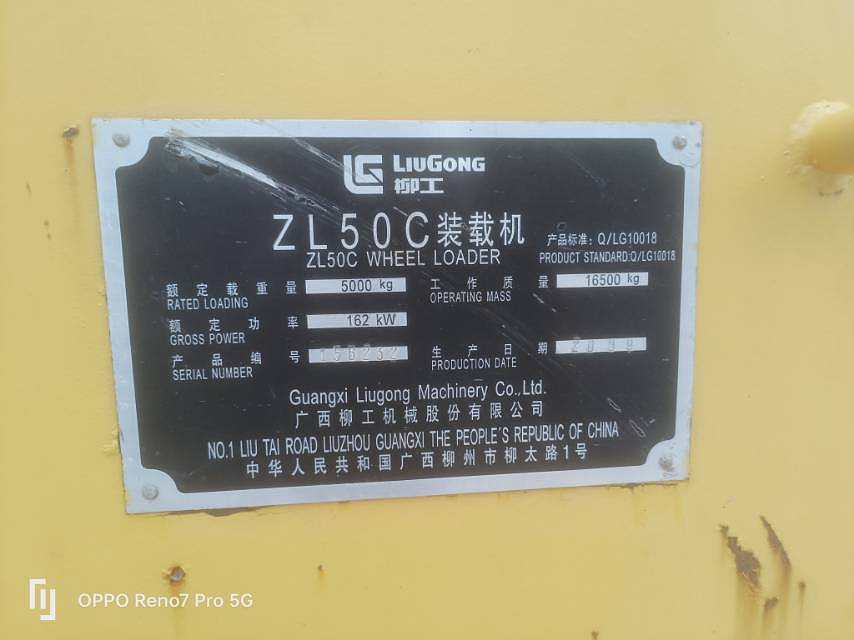 LG LIUGONG
柳工
ZL50C装载机
ZL50C WHEEL LOADER
产品标准: Q/LG10018
PRODUCT STANDARD:Q/LG10018
额定载重量 5000 kg
RATED LOADING
工作质量 16500 kg
OPERATING MASS
额定功率 162 kW
GROSS POWER
产品编号
SERIAL NUMBER
生产日期
PRODUCTION DATE
Guangxi Liugong Machinery Co.,Ltd.
广西柳工机械股份有限公司
NO.1 LIU TAI ROAD LIUZHOU GUANGXI THE PEOPLE'S REPUBLIC OF CHINA
中华人民共和国广西柳州市柳太路1号
OPPO Reno7 Pro 5G